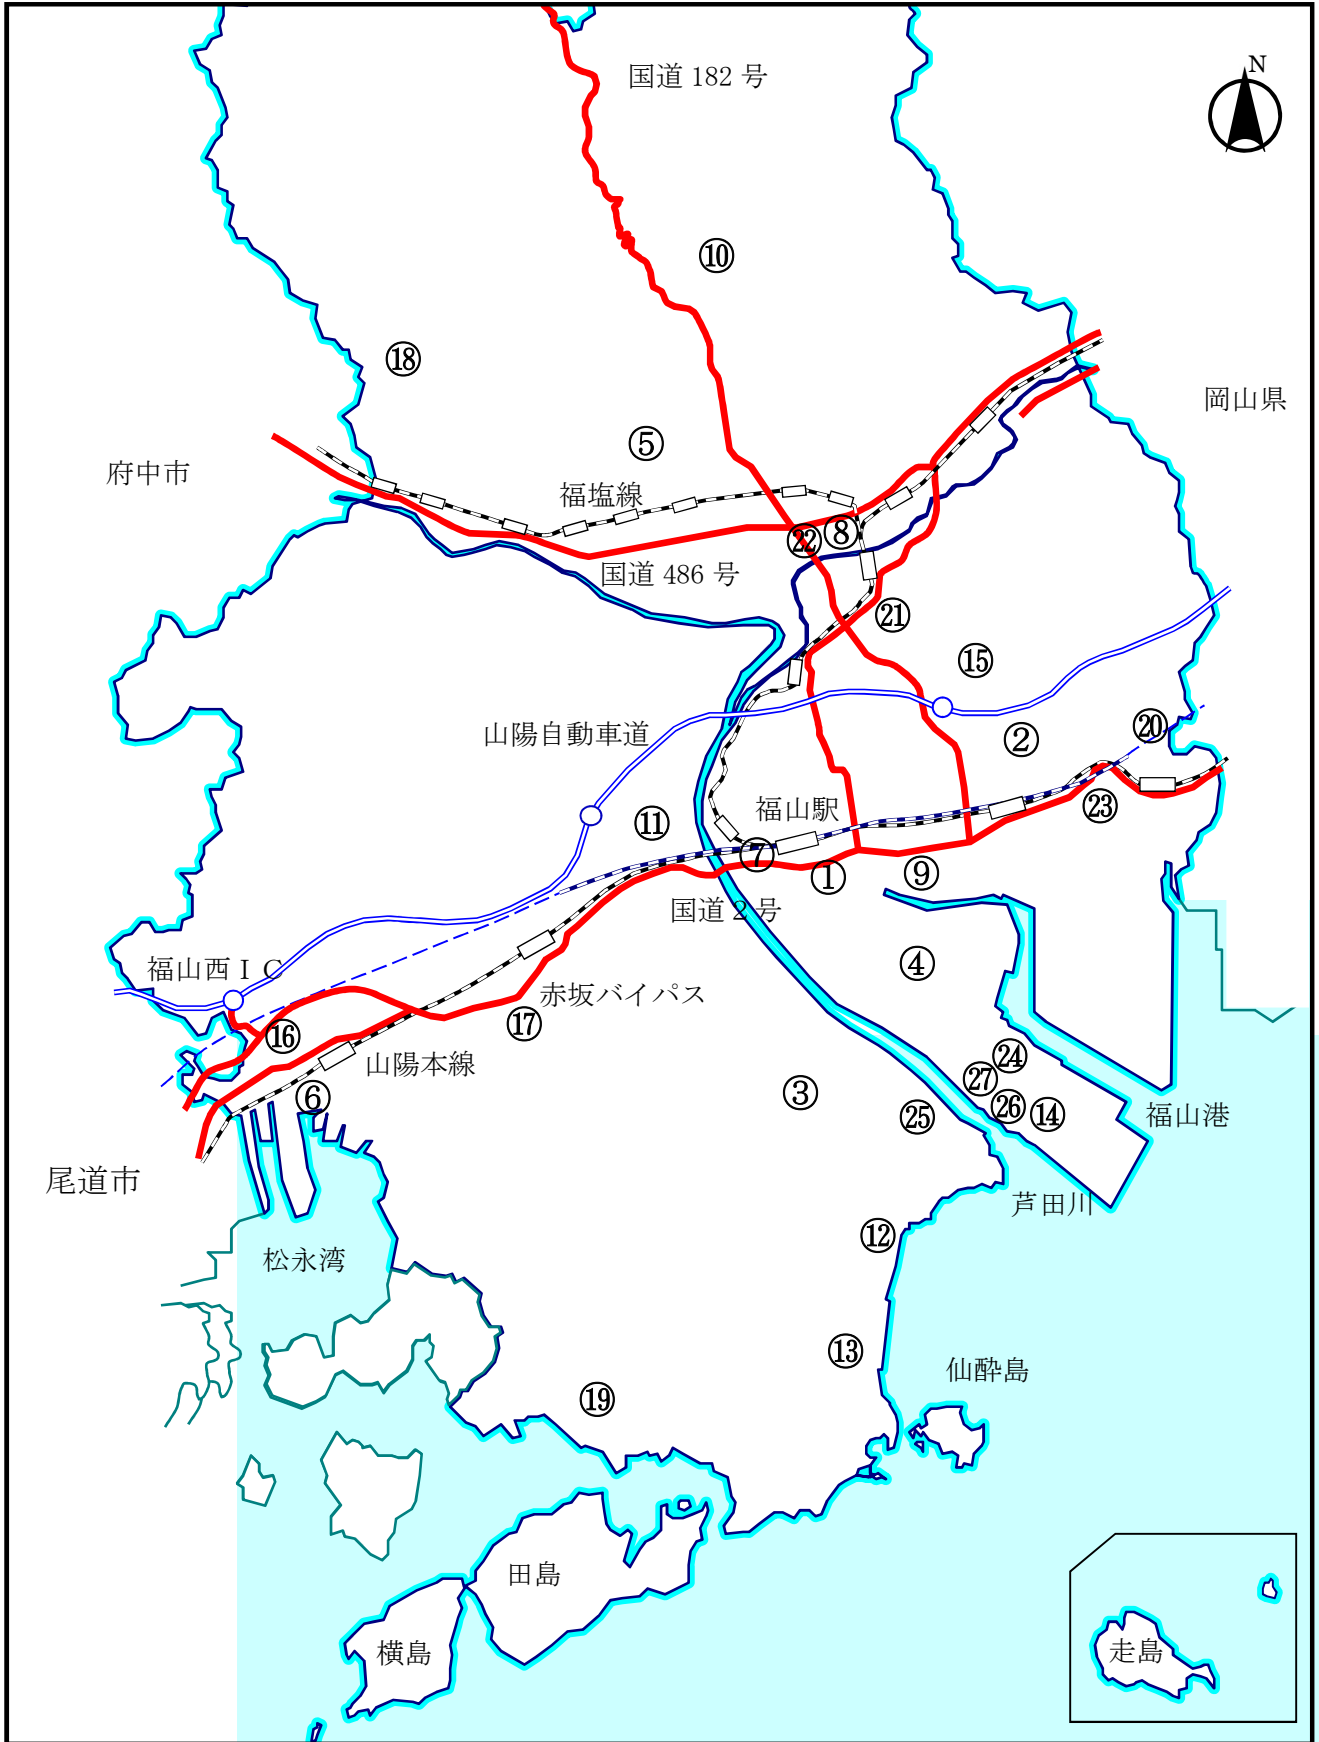 国道 182 号
N
⑩
⑱
岡山県
⑤
府中市
福塩線
⑧
㉒
国道 486 号
㉑
⑮
山陽自動車道
②
⑳
福山駅
㉓
⑪
⑦
①
⑨
国道 2 号
④
福山西ＩＣ
赤坂バイパス
⑰
⑯
山陽本線
㉔
㉗
③
⑥
㉖
⑭
㉕
福山港
尾道市
芦田川
⑫
松永湾
⑬
仙酔島
⑲
田島
横島
走島